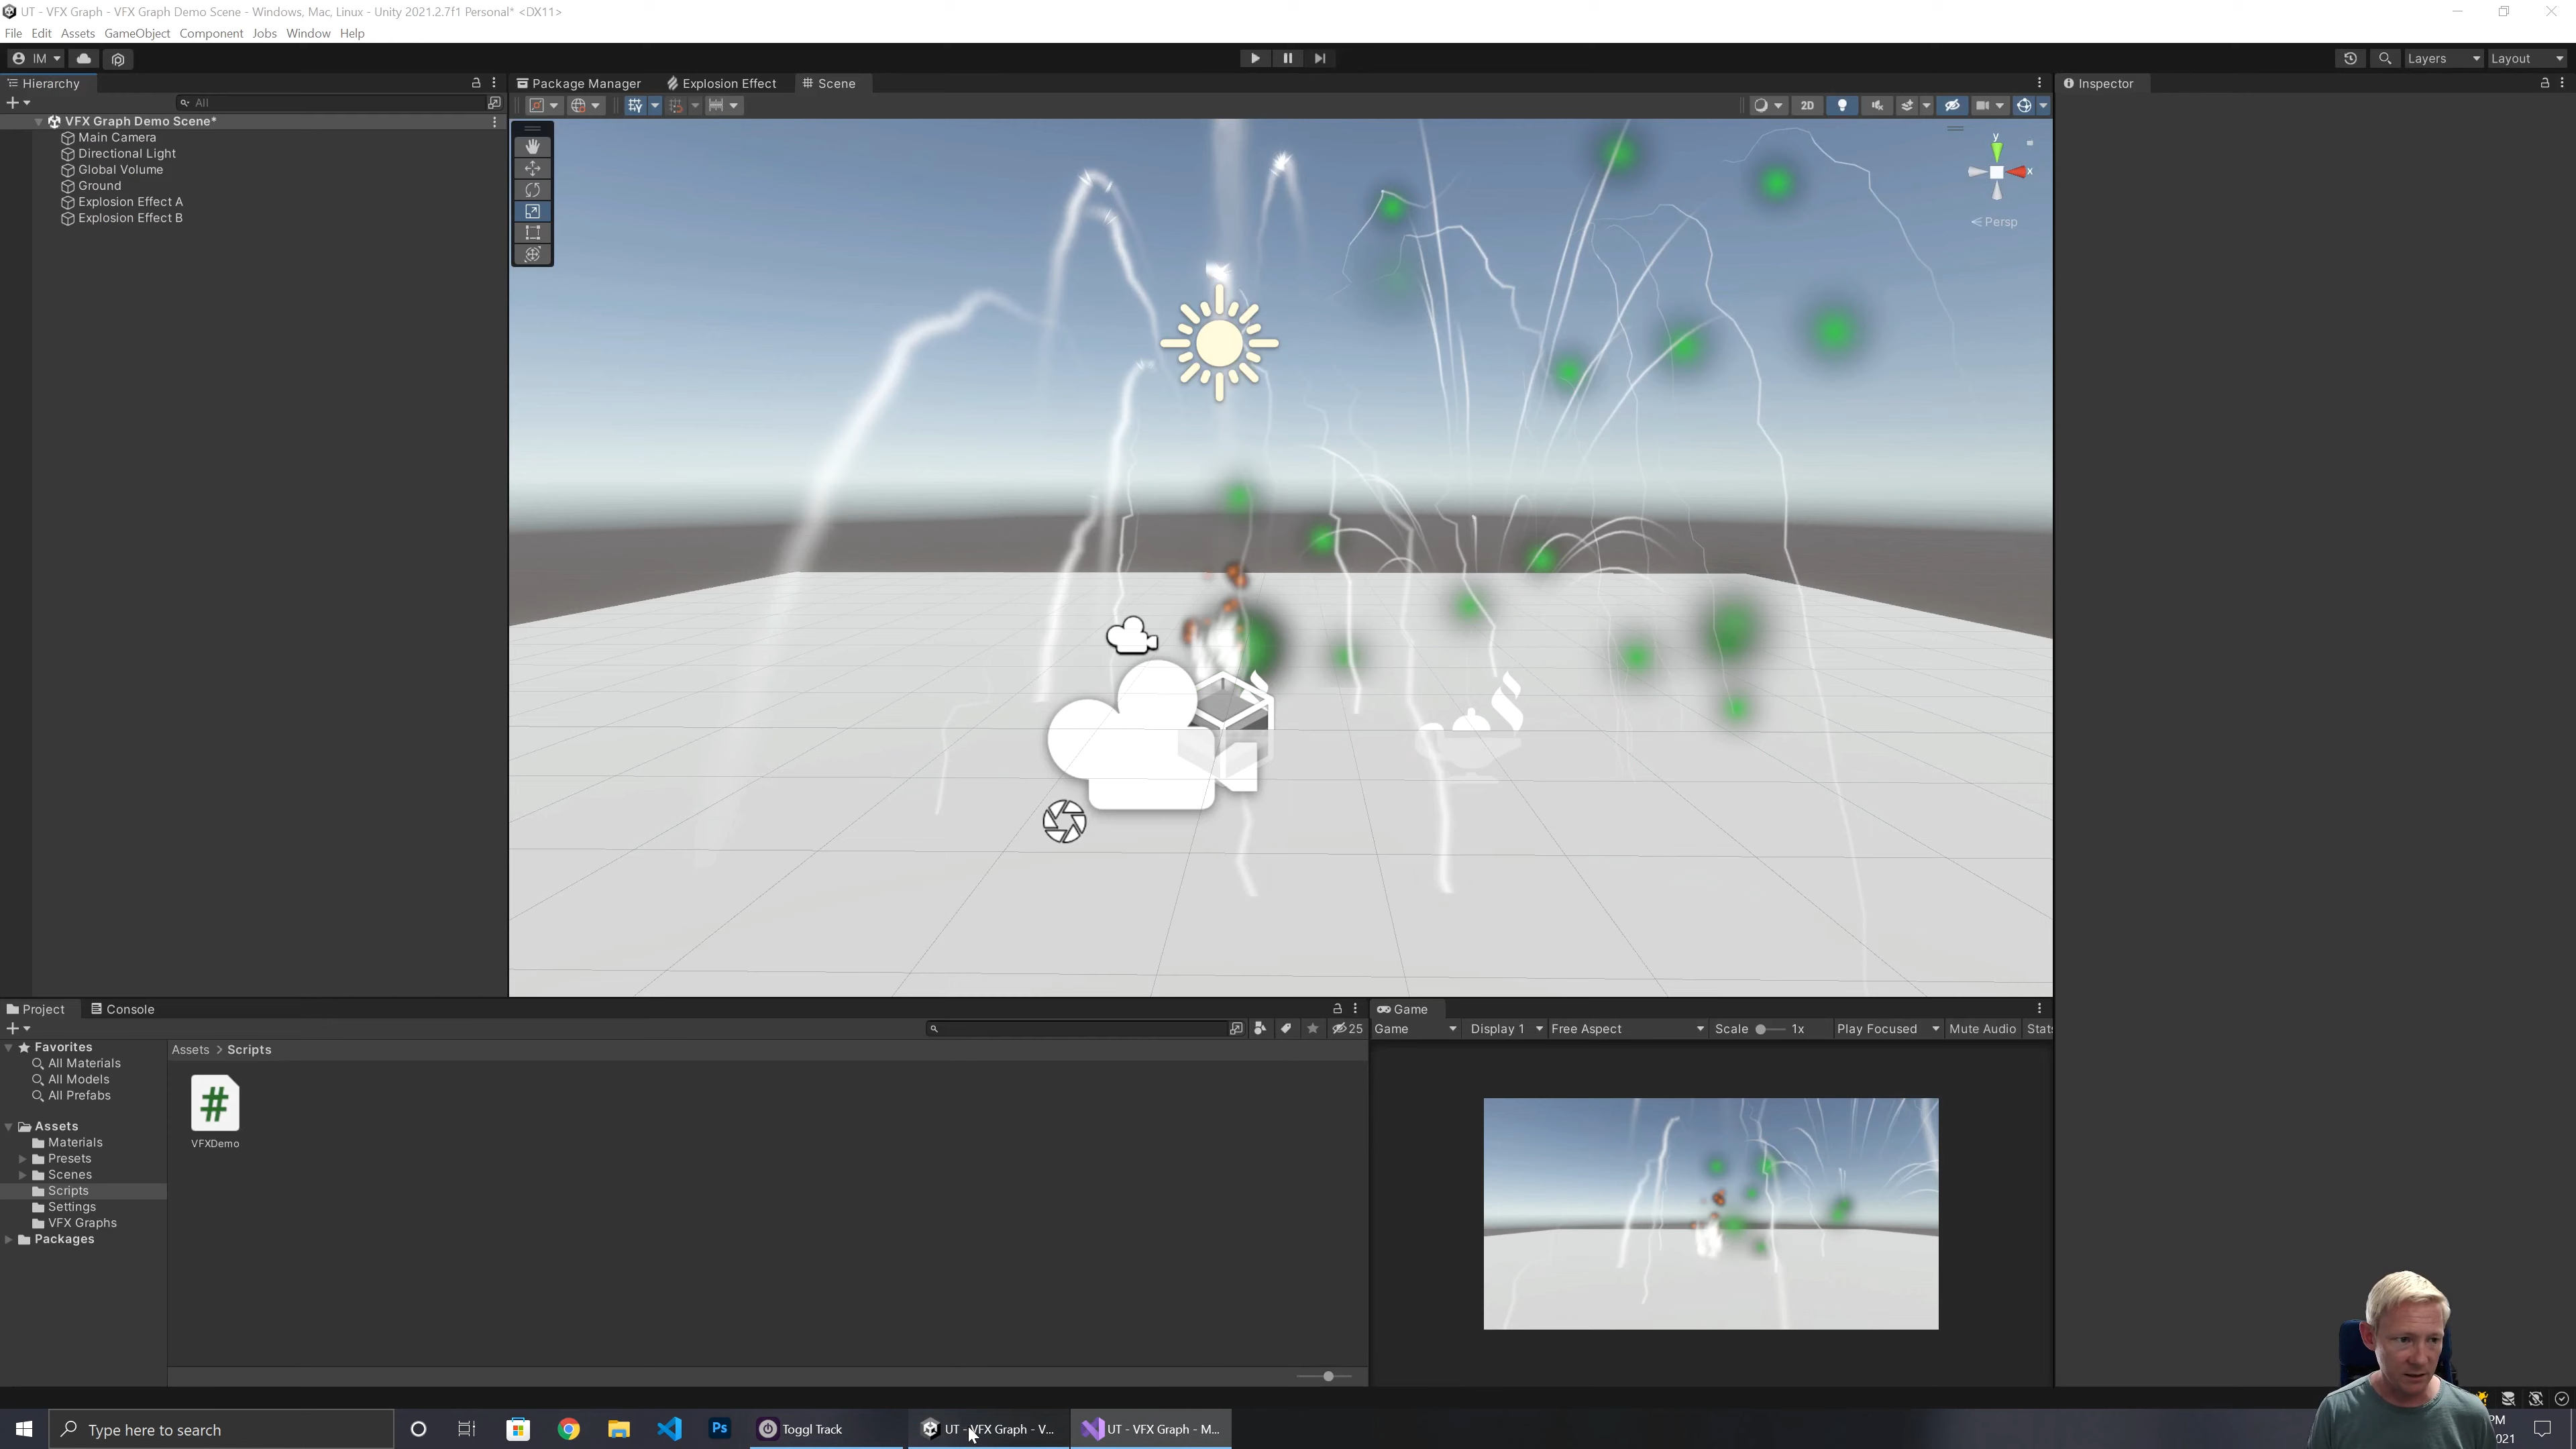 UT - VFX Graph - VFX Graph Demo Scene - Windows, Mac, Linux - Unity 2021.2.7f1 Personal* <DX11>
File Edit Assets GameObject Component Jobs Window Help
IM
Layers
Layout
Hierarchy
All
VFX Graph Demo Scene*
Main Camera
Directional Light
Global Volume
Ground
Explosion Effect A
Explosion Effect B
Package Manager
Explosion Effect
Scene
2D
y
x
Persp
Inspector
Project
Console
25
Favorites
All Materials
All Models
All Prefabs
Assets
Materials
Presets
Scenes
Scripts
Settings
VFX Graphs
Packages
Assets > Scripts
#
VFXDemo
Game
Game
Display 1
Free Aspect
Scale
1x
Play Focused
Mute Audio
Stats
Type here to search
Ps
Toggl Track
UT - VFX Graph - V...
UT - VFX Graph - M...
PM
021